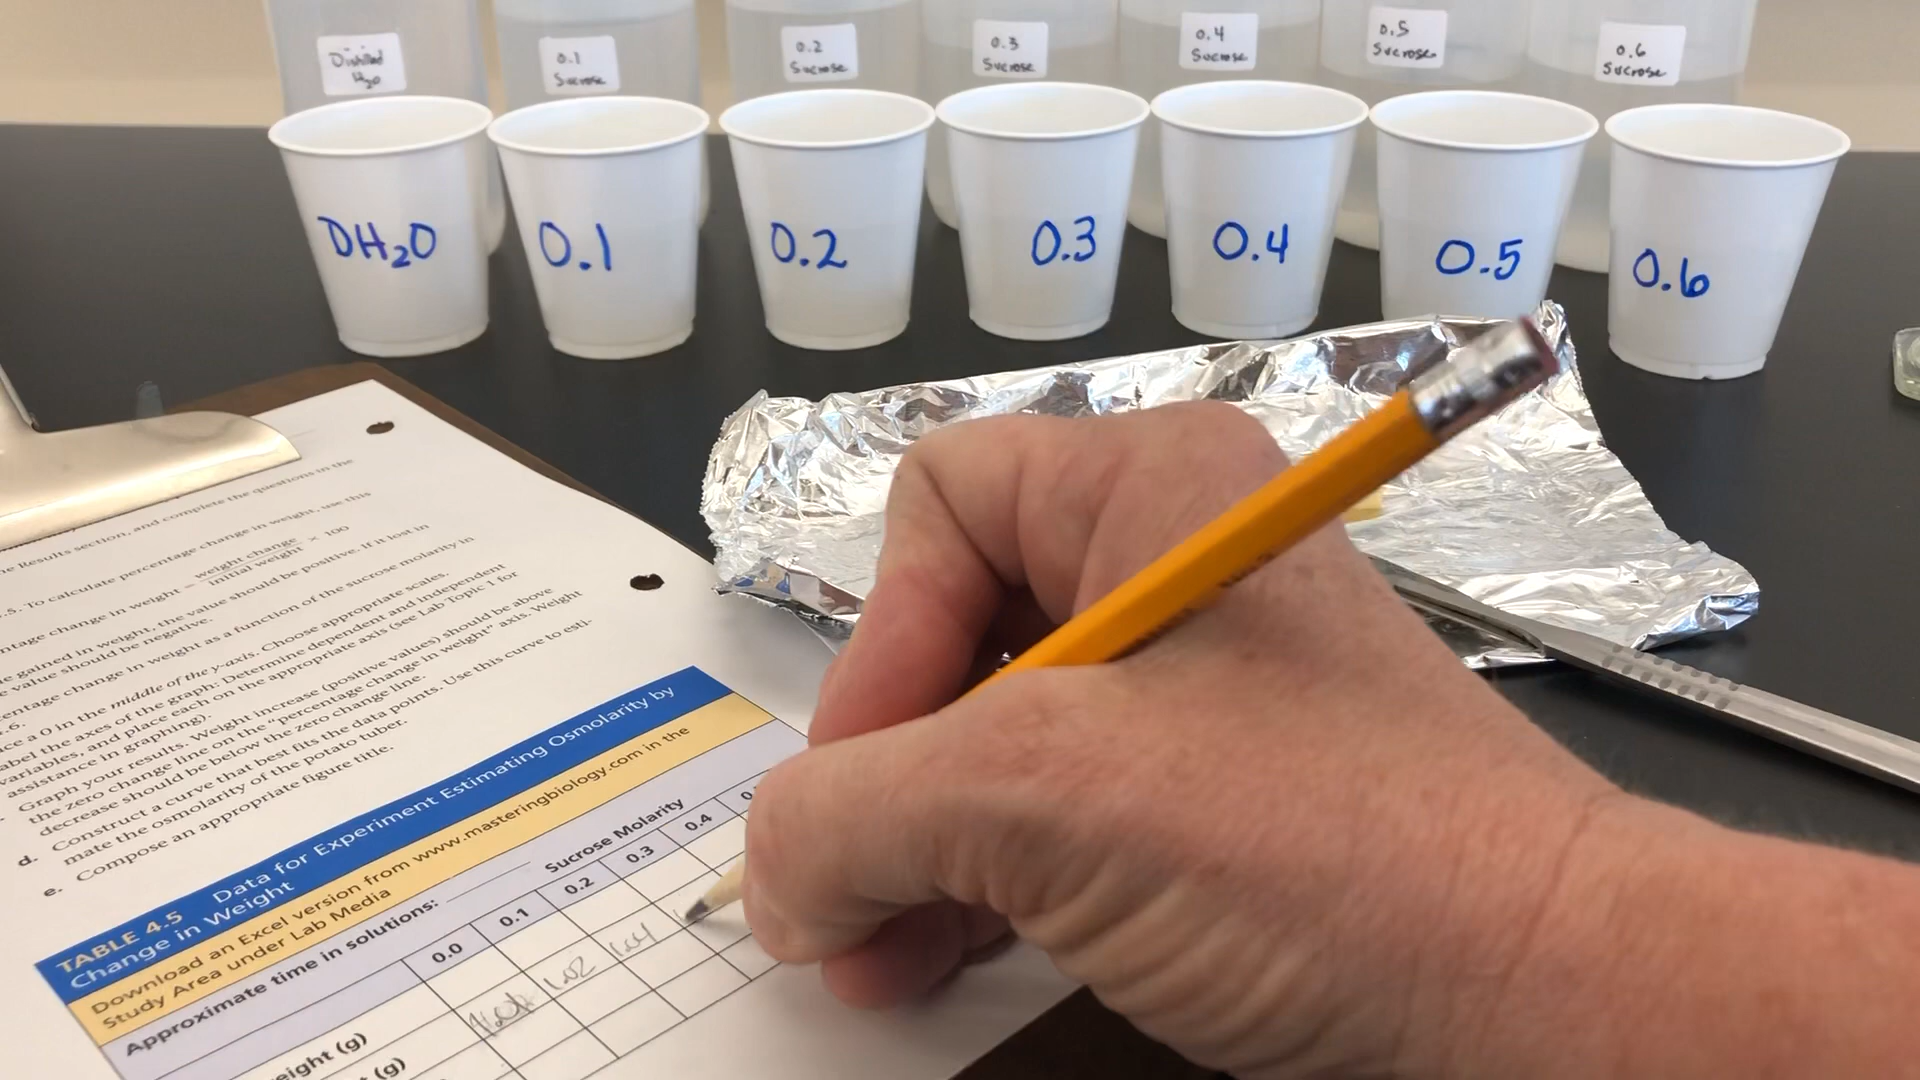 Distilled
H₂O
0.1
Sucrose
0.2
Sucrose
0.3
Sucrose
0.4
Sucrose
0.5
Sucrose
0.6
Sucrose
DH₂O
0.1
0.2
0.3
0.4
0.5
0.6
Results section, and complete the questions in the
To calculate percentage change in weight, use this
change in weight = weight change / initial weight × 100
gained in weight, the value should be positive. If it lost in
value should be negative.
change in weight as a function of the sucrose molarity in
a 0 in the middle of the y-axis. Choose appropriate scales.
the axes of the graph: Determine dependent and independent
variables, and place each on the appropriate axis (see Lab Topic 1 for
assistance in graphing).
Graph your results. Weight increase (positive values) should be above
the zero change line on the "percentage change in weight" axis. Weight
decrease should be below the zero change line.
d. Construct a curve that best fits the data points. Use this curve to esti-
mate the osmolarity of the potato tuber.
e. Compose an appropriate figure title.
TABLE 4.5 Data for Experiment Estimating Osmolarity by
Change in Weight
Download an Excel version from www.masteringbiology.com in the
Study Area under Lab Media
Approximate time in solutions:
Sucrose Molarity
0.0 0.1 0.2 0.3 0.4
1.02 1.04
(g)
(g)